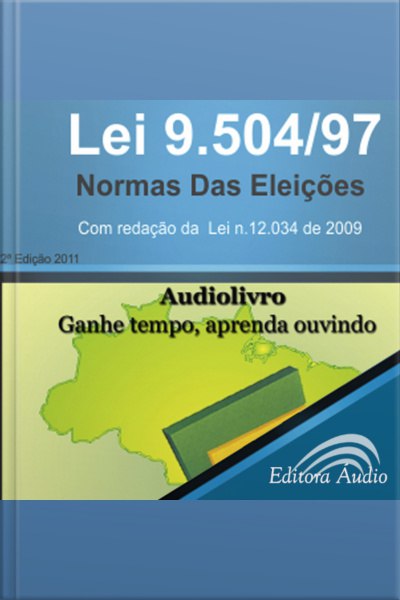 Lei 9.504/97
Normas Das Eleições
Com redação da Lei n.12.034 de 2009
2ª Edição 2011
Audiolivro
Ganhe tempo, aprenda ouvindo
Editora Áudio